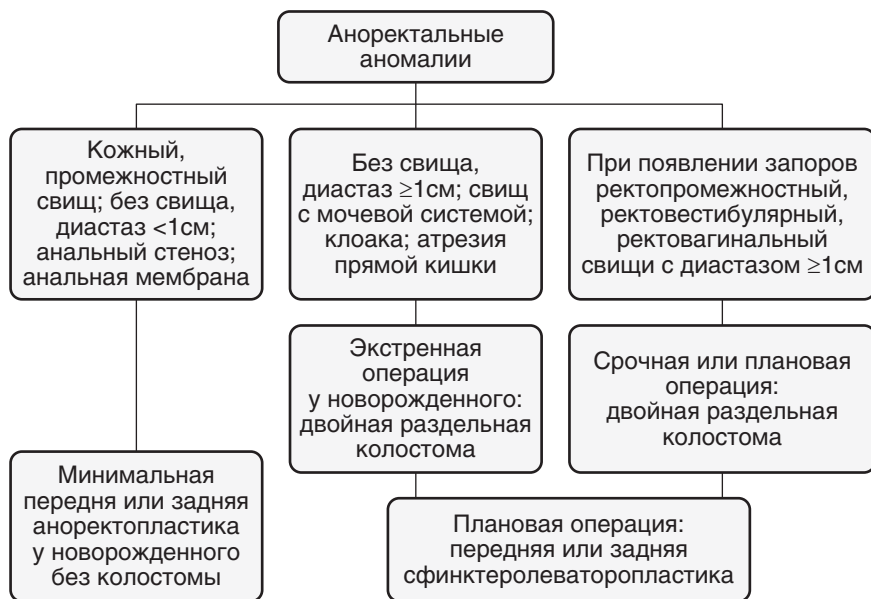 Аноректальные
аномалии
Кожный,
промежностный
свищ; без свища,
диастаз <1см;
анальный стеноз;
анальная мембрана
Без свища,
диастаз ≥1см; свищ
с мочевой системой;
клоака; атрезия
прямой кишки
При появлении запоров
ректопромежностный,
ректовестибулярный,
ректовагинальный
свищи с диастазом ≥1см
Экстренная
операция
у новорожденного:
двойная раздельная
колостома
Срочная или плановая
операция:
двойная раздельная
колостома
Минимальная
передня или задняя
аноректопластика
у новорожденного
без колостомы
Плановая операция:
передняя или задняя
сфинктеролеваторопластика